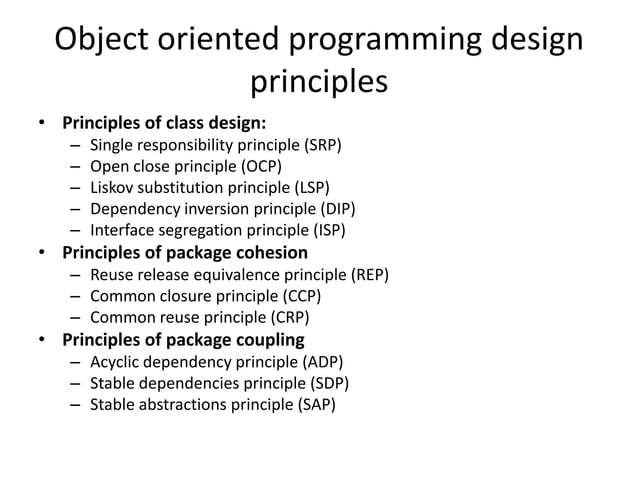 Object oriented programming design
principles
• Principles of class design:
– Single responsibility principle (SRP)
– Open close principle (OCP)
– Liskov substitution principle (LSP)
– Dependency inversion principle (DIP)
– Interface segregation principle (ISP)
• Principles of package cohesion
– Reuse release equivalence principle (REP)
– Common closure principle (CCP)
– Common reuse principle (CRP)
• Principles of package coupling
– Acyclic dependency principle (ADP)
– Stable dependencies principle (SDP)
– Stable abstractions principle (SAP)